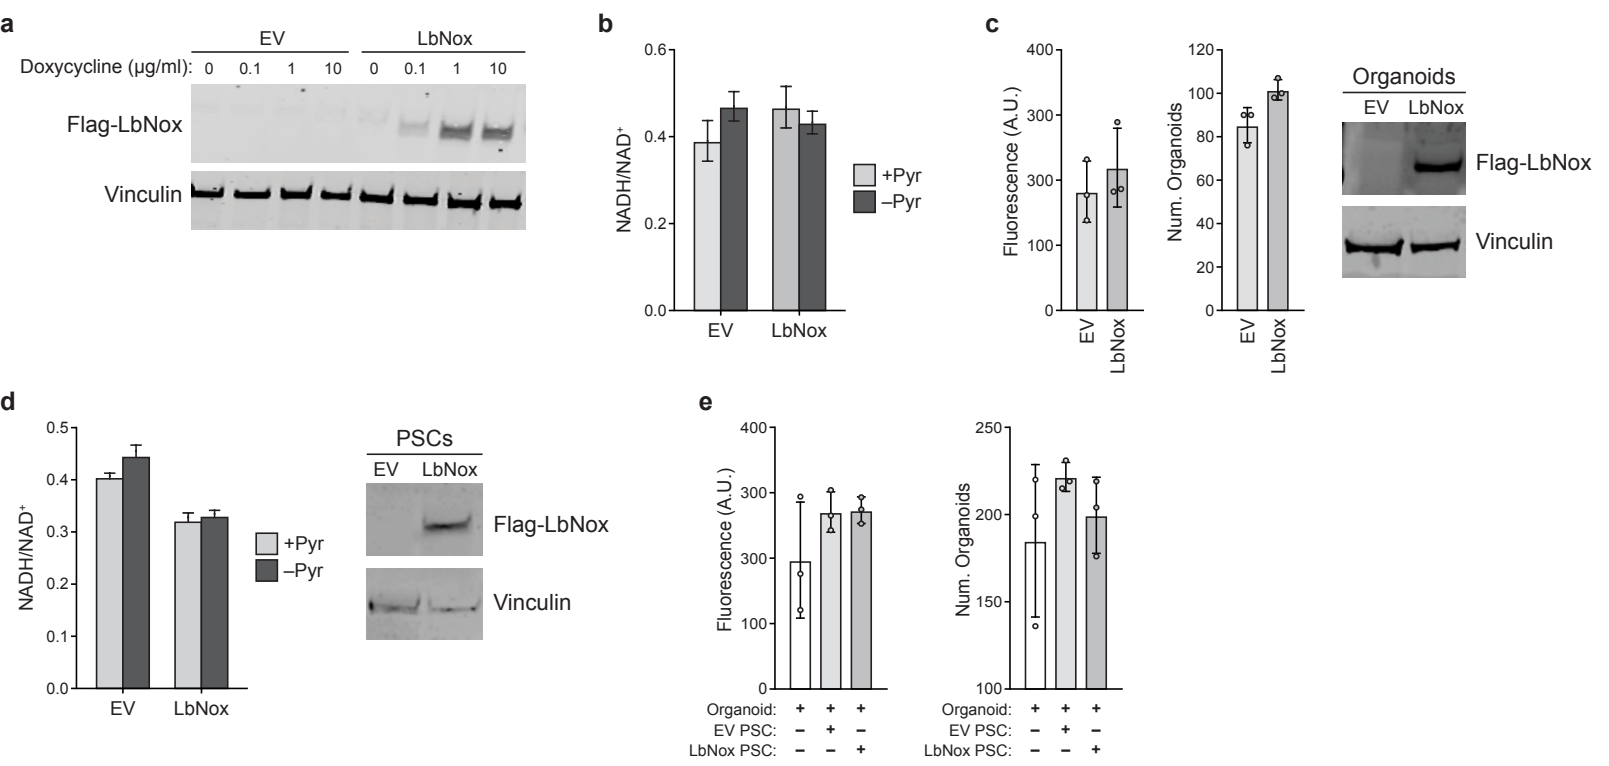 a
EV LbNox
Doxycycline (µg/ml): 0 0.1 1 10 0 0.1 1 10
Flag-LbNox
Vinculin
b
NADH/NAD+
0.6
0.4
0.2
0.0
EV LbNox
+Pyr
–Pyr
c
Fluorescence (A.U.)
400
300
300
100
0
EV
LbNox
Num. Organoids
120
100
80
60
40
20
0
EV
LbNox
Organoids
EV LbNox
Flag-LbNox
Vinculin
d
NADH/NAD+
0.5
0.4
0.3
0.2
0.1
0.0
EV LbNox
+Pyr
–Pyr
PSCs
EV LbNox
Flag-LbNox
Vinculin
e
Fluorescence (A.U.)
400
300
300
100
0
Organoid: + + +
EV PSC: – + –
LbNox PSC: – – +
Num. Organoids
250
200
150
100
Organoid: + + +
EV PSC: – + –
LbNox PSC: – – +